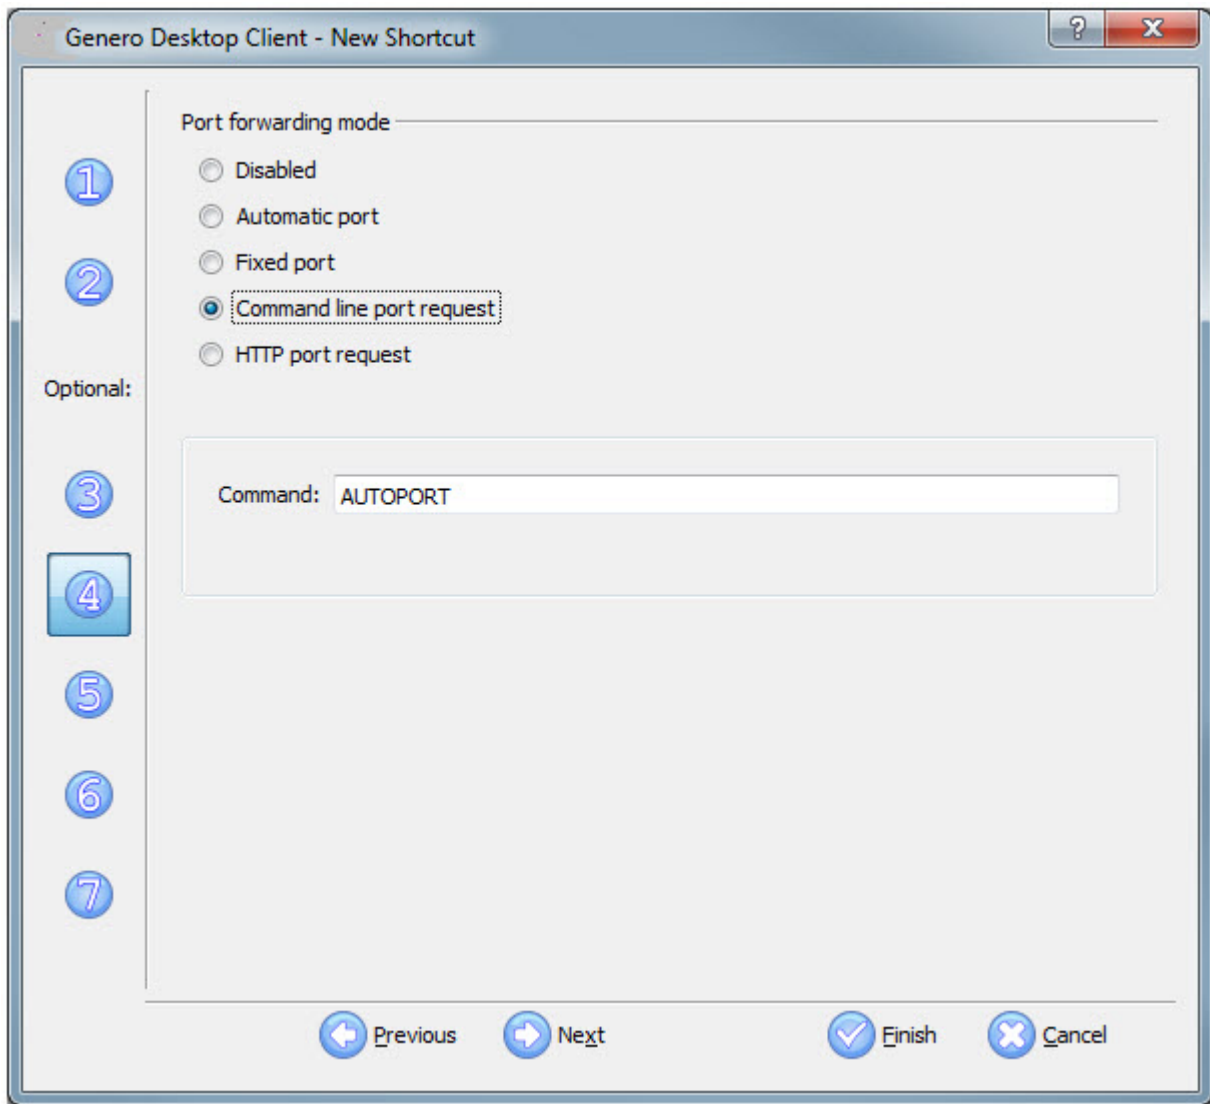 Genero Desktop Client - New Shortcut
?
X
Port forwarding mode
Disabled
1
Automatic port
2
Fixed port
Command line port request
HTTP port request
Optional:
3
Command: AUTOPORT
4
5
6
7
Previous Next Finish Cancel